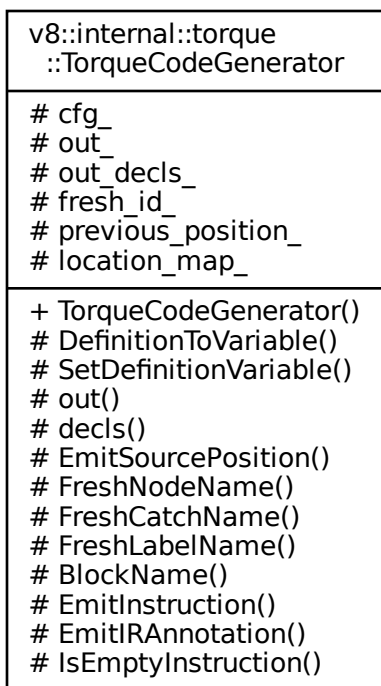 v8::internal::torque
::TorqueCodeGenerator
# cfg_
# out_
# out_decls_
# fresh_id_
# previous_position_
# location_map_
+ TorqueCodeGenerator()
# DefinitionToVariable()
# SetDefinitionVariable()
# out()
# decls()
# EmitSourcePosition()
# FreshNodeName()
# FreshCatchName()
# FreshLabelName()
# BlockName()
# EmitInstruction()
# EmitIRAnnotation()
# IsEmptyInstruction()